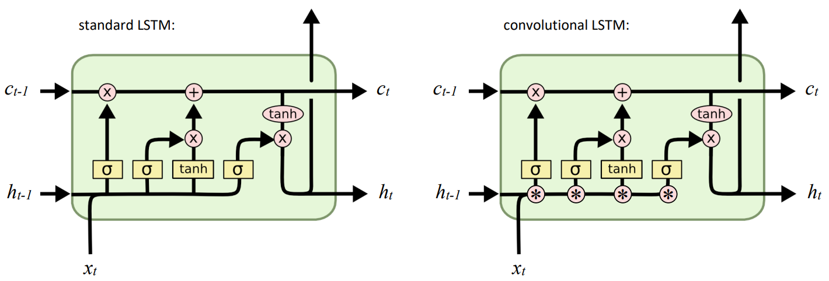 standard LSTM: convolutional LSTM:
c_{t-1} x + c_t c_{t-1} x + c_t
tanh tanh
x x x x
σ σ tanh σ σ σ tanh σ
h_{t-1} h_t h_{t-1} * * * * h_t
x_t x_t